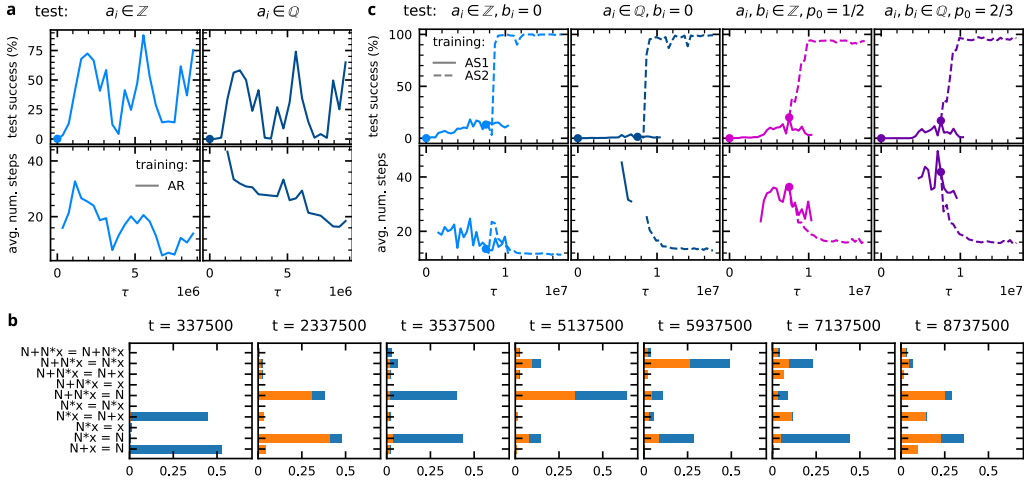 a test: a_i ∈ ℤ a_i ∈ ℚ
test success (%)
75
50
25
0
avg. num. steps
40
20
training:
AR
0 5 1e6
τ
0 5 1e6
τ
c test: a_i ∈ ℤ, b_i = 0 a_i ∈ ℚ, b_i = 0 a_i, b_i ∈ ℤ, p_0 = 1/2 a_i, b_i ∈ ℚ, p_0 = 2/3
test success (%)
100
50
0
training:
AS1
AS2
avg. num. steps
40
20
0 1 1e7
τ
0 1 1e7
τ
0 1 1e7
τ
0 1 1e7
τ
b t = 337500 t = 2337500 t = 3537500 t = 5137500 t = 5937500 t = 7137500 t = 8737500
N+N*x = N+N*x
N+N*x = N*x
N+N*x = N+x
N+N*x = x
N+N*x = N
N*x = N*x
N*x = N+x
N*x = x
N*x = N
N+x = N
0 0.25 0.5
0 0.25 0.5
0 0.25 0.5
0 0.25 0.5
0 0.25 0.5
0 0.25 0.5
0 0.25 0.5